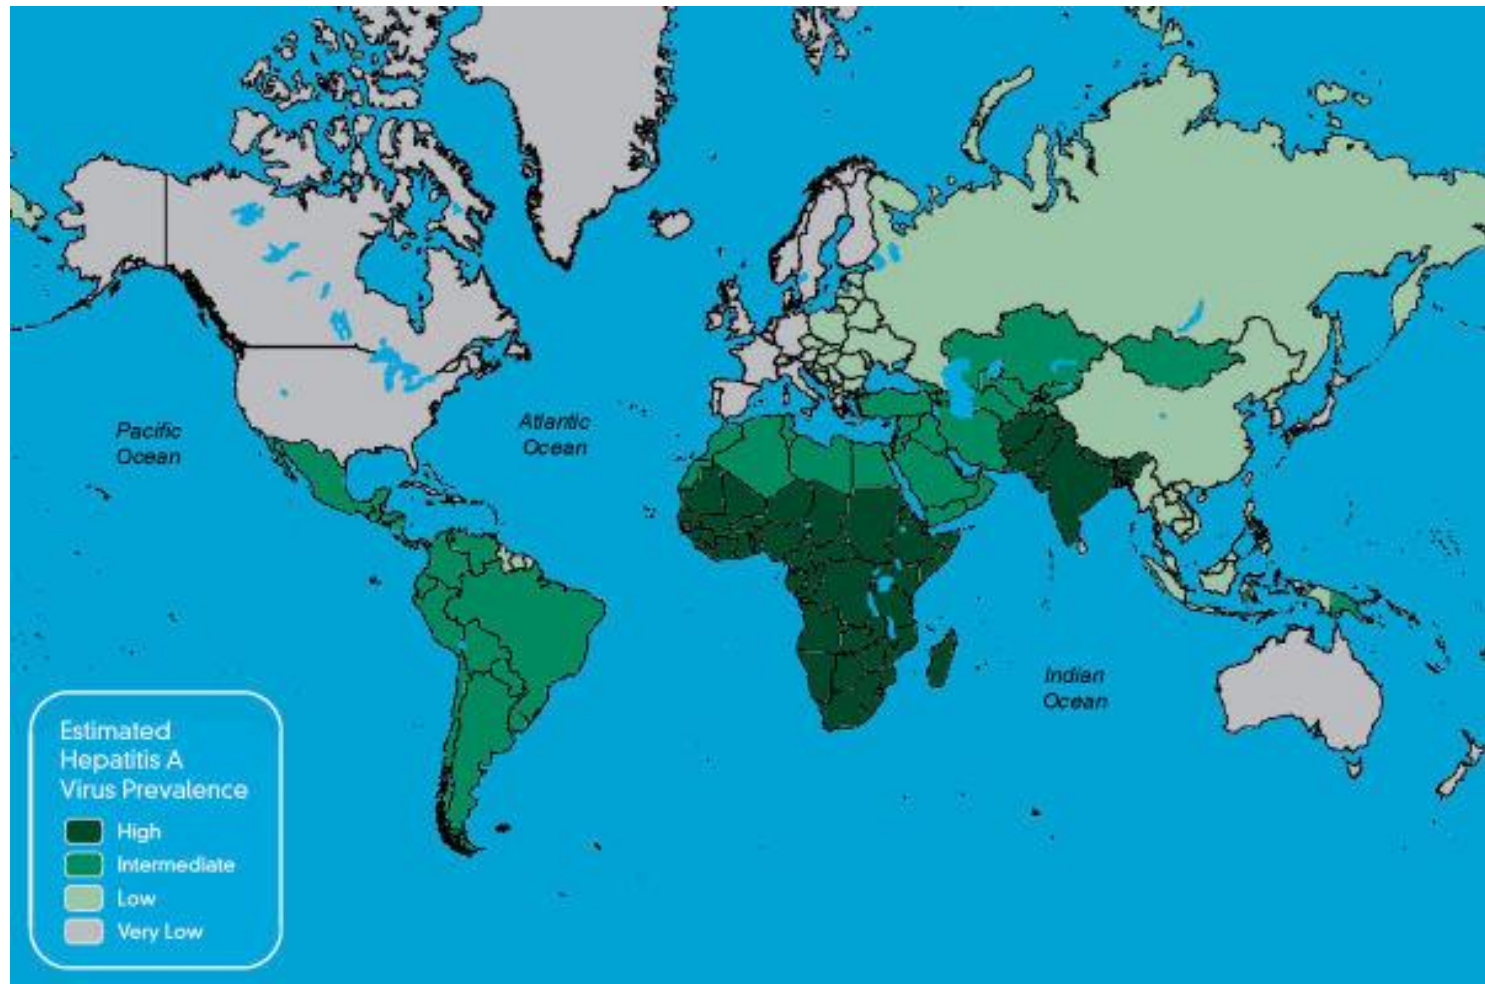 Pacific
Ocean
Atlantic
Ocean
Indian
Ocean
Estimated
Hepatitis A
Virus Prevalence
High
Intermediate
Low
Very Low